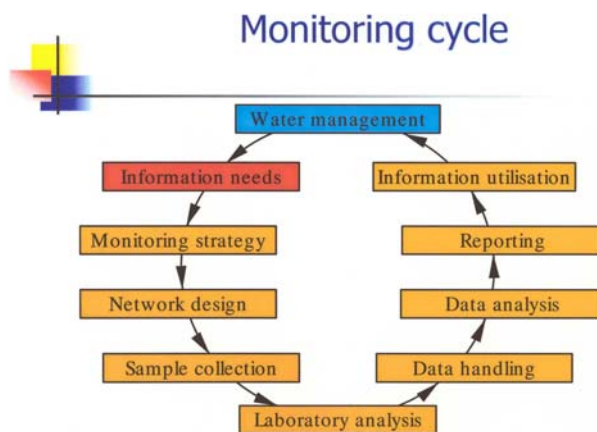 Monitoring cycle
Water management
Information needs
Information utilisation
Monitoring strategy
Reporting
Network design
Data analysis
Sample collection
Data handling
Laboratory analysis